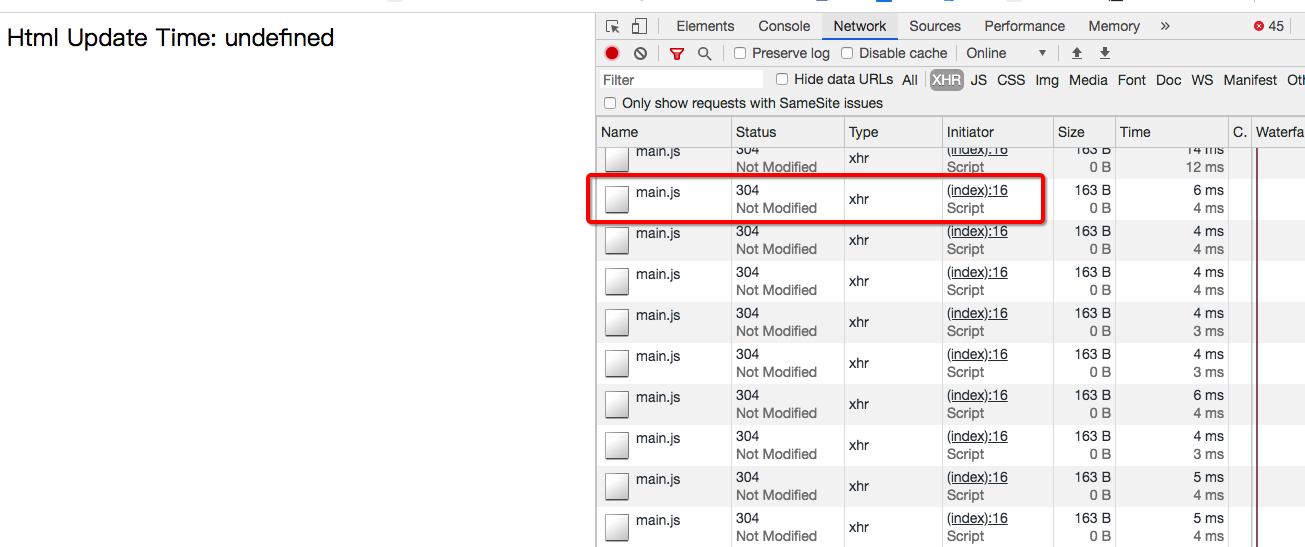 Html Update Time: undefined
Elements Console Network Sources Performance Memory » 45
Preserve log Disable cache Online ▼
Filter Hide data URLs All XHR JS CSS Img Media Font Doc WS Manifest
Only show requests with SameSite issues
Name Status Type Initiator Size Time C. Waterfa
main.js 304 xhr (index):16 163 B 14 ms
Not Modified Script 0 B 12 ms
main.js 304 xhr (index):16 163 B 6 ms
Not Modified Script 0 B 4 ms
main.js 304 xhr (index):16 163 B 4 ms
Not Modified Script 0 B 4 ms
main.js 304 xhr (index):16 163 B 4 ms
Not Modified Script 0 B 4 ms
main.js 304 xhr (index):16 163 B 4 ms
Not Modified Script 0 B 3 ms
main.js 304 xhr (index):16 163 B 4 ms
Not Modified Script 0 B 3 ms
main.js 304 xhr (index):16 163 B 6 ms
Not Modified Script 0 B 4 ms
main.js 304 xhr (index):16 163 B 4 ms
Not Modified Script 0 B 3 ms
main.js 304 xhr (index):16 163 B 5 ms
Not Modified Script 0 B 4 ms
main.js 304 xhr (index):16 163 B 5 ms
Not Modified Script 0 B 4 ms